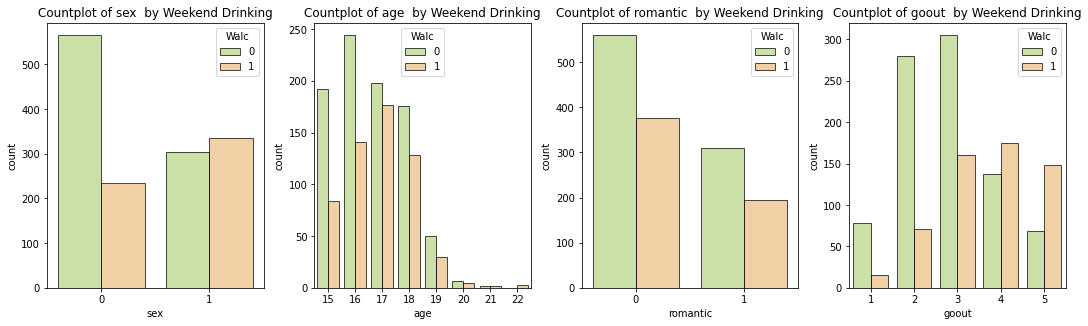 Countplot of sex  by Weekend Drinking
Walc
0
1
500
400
300
200
100
0
count
0 1
sex
Countplot of age  by Weekend Drinking
Walc
0
1
250
200
150
100
50
0
count
15 16 17 18 19 20 21 22
age
Countplot of romantic  by Weekend Drinking
Walc
0
1
500
400
300
200
100
0
count
0 1
romantic
Countplot of goout  by Weekend Drinking
Walc
0
1
300
250
200
150
100
50
0
count
1 2 3 4 5
goout